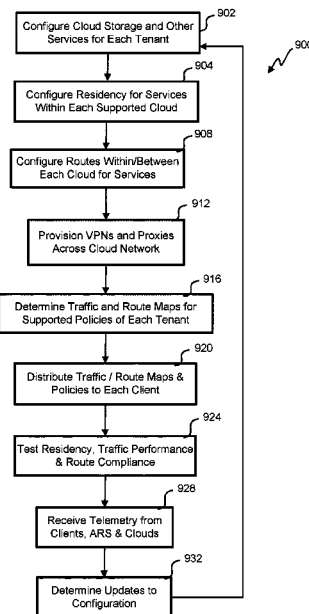 902
Configure Cloud Storage and Other
Services for Each Tenant
900
904
Configure Residency for Services
Within Each Supported Cloud
908
Configure Routes Within/Between
Each Cloud for Services
912
Provision VPNs and Proxies
Across Cloud Network
916
Determine Traffic and Route Maps for
Supported Policies of Each Tenant
920
Distribute Traffic / Route Maps &
Policies to Each Client
924
Test Residency, Traffic Performance
& Route Compliance
928
Receive Telemetry from
Clients, ARS & Clouds
932
Determine Updates to
Configuration